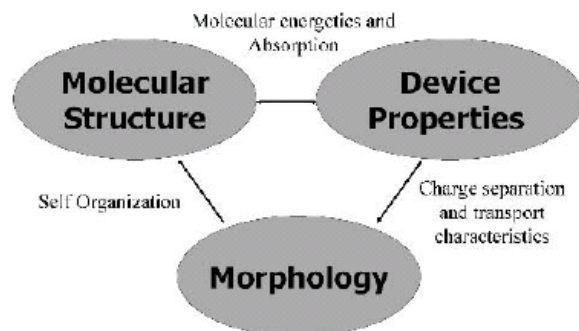 Molecular energetics and
Absorption
Molecular
Structure
Device
Properties
Self Organization
Charge separation
and transport
characteristics
Morphology